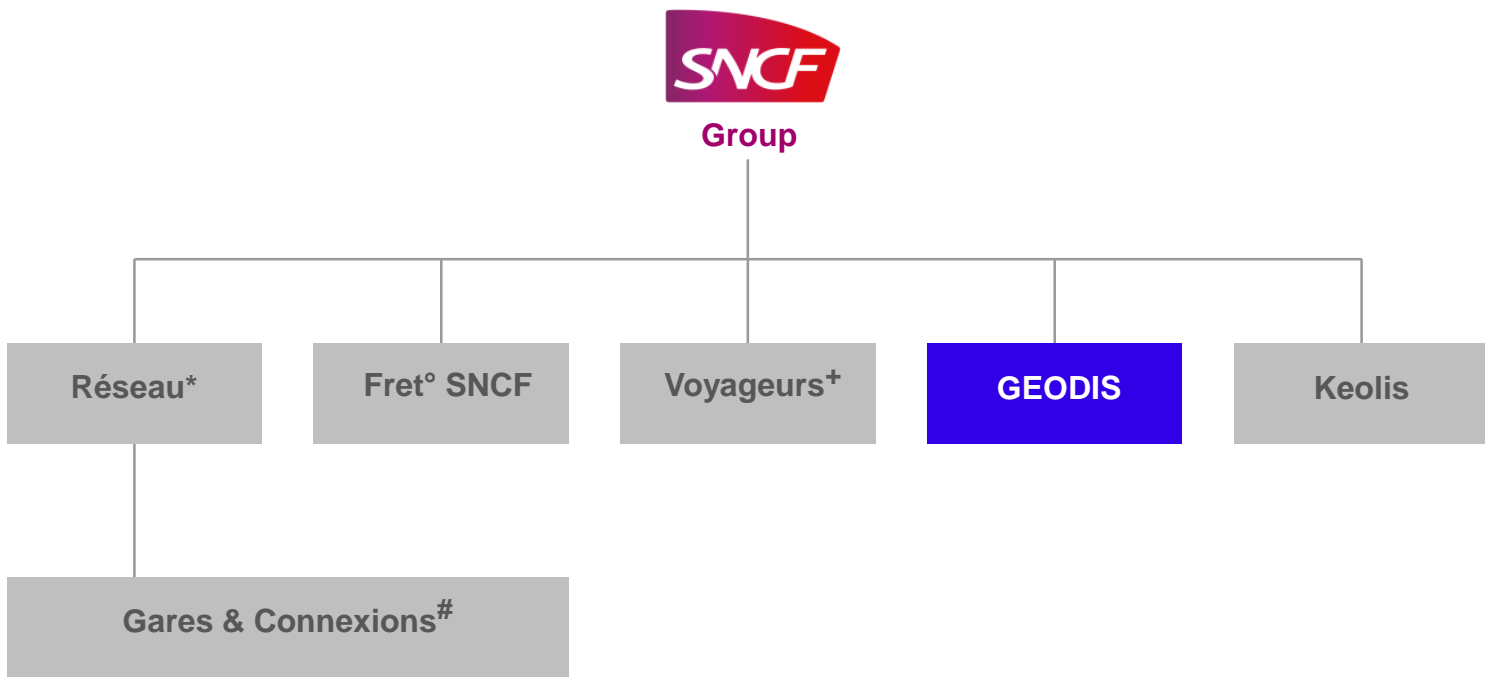 SNCF
Group
Réseau*
Fret° SNCF
Voyageurs+
GEODIS
Keolis
Gares & Connexions#